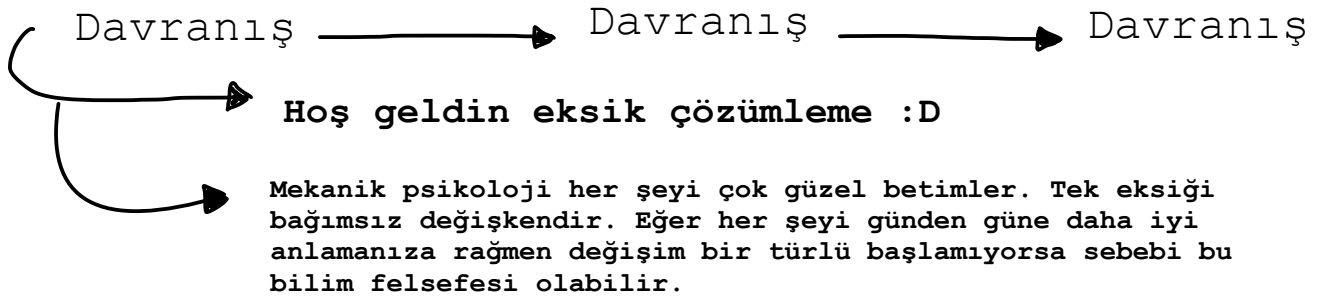 Davranış Davranış Davranış
Hoş geldin eksik çözümleme :D
Mekanik psikoloji her şeyi çok güzel betimler. Tek eksiği
bağımsız değişkendir. Eğer her şeyi günden güne daha iyi
anlamanıza rağmen değişim bir türlü başlamıyorsa sebebi bu
bilim felsefesi olabilir.